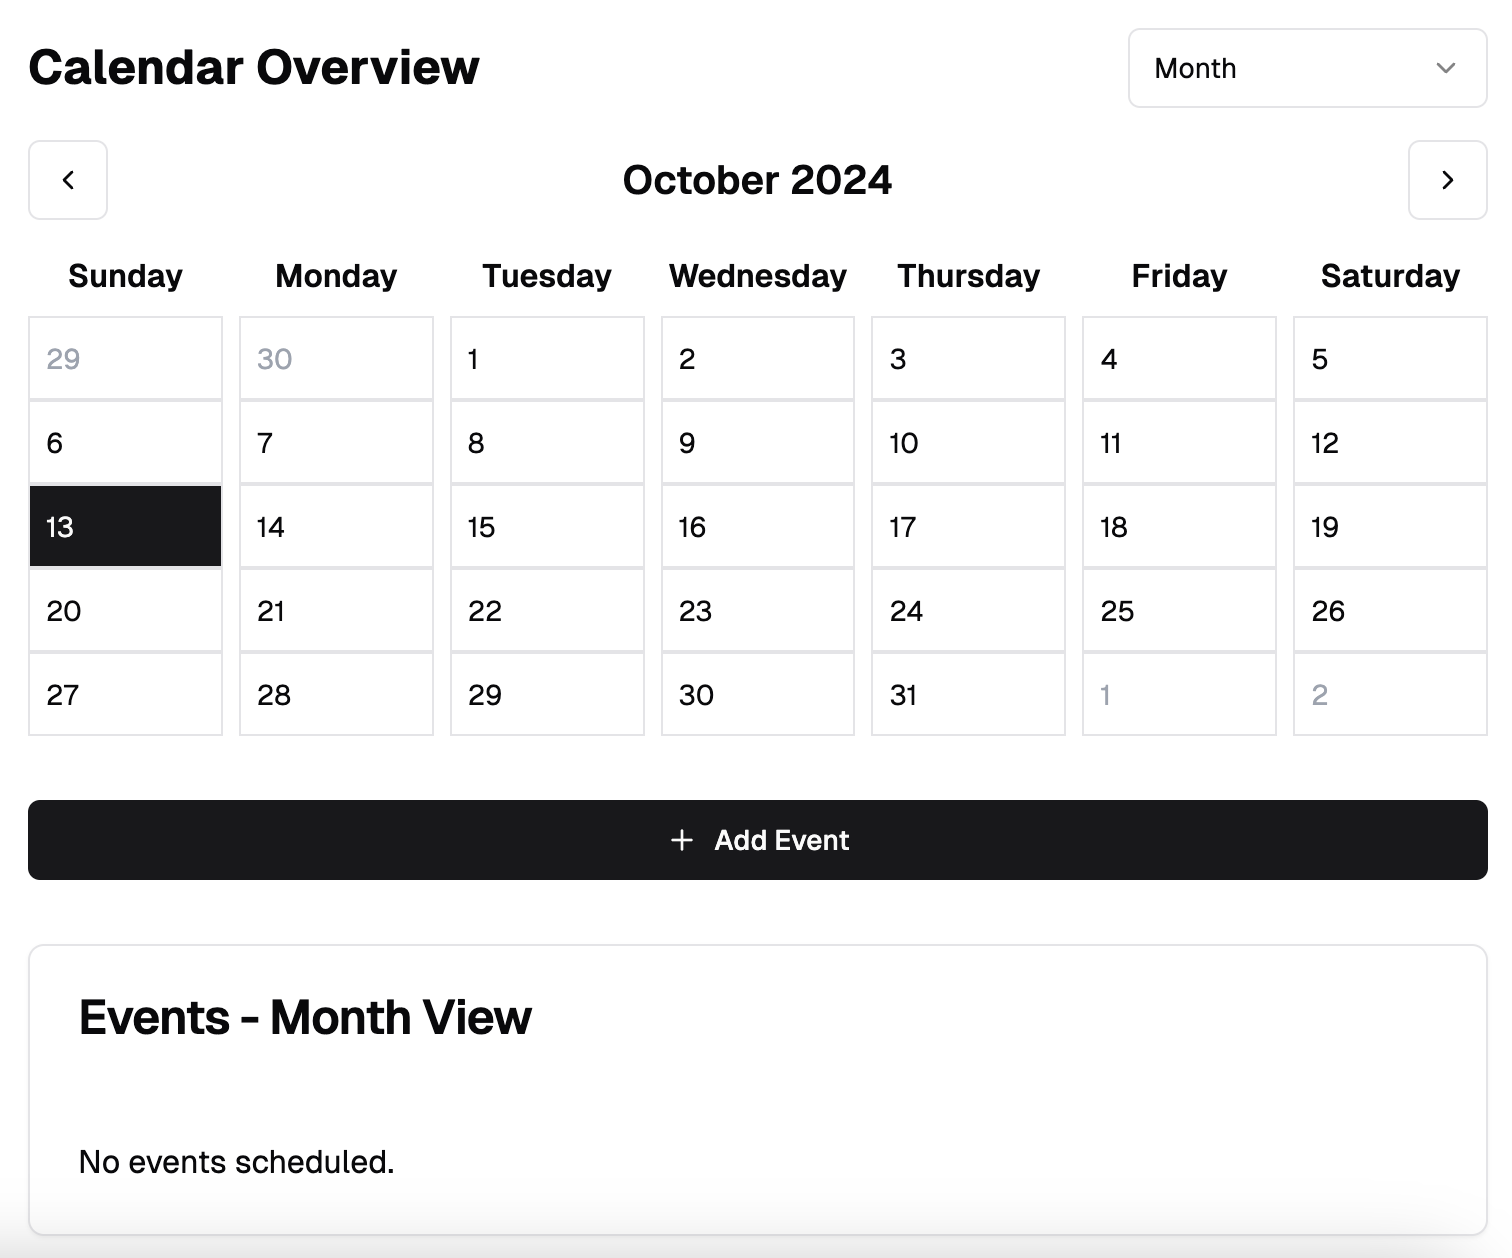 Calendar Overview
Month
October 2024
Sunday Monday Tuesday Wednesday Thursday Friday Saturday
29 30 1 2 3 4 5
6 7 8 9 10 11 12
13 14 15 16 17 18 19
20 21 22 23 24 25 26
27 28 29 30 31 1 2
+ Add Event
Events - Month View
No events scheduled.